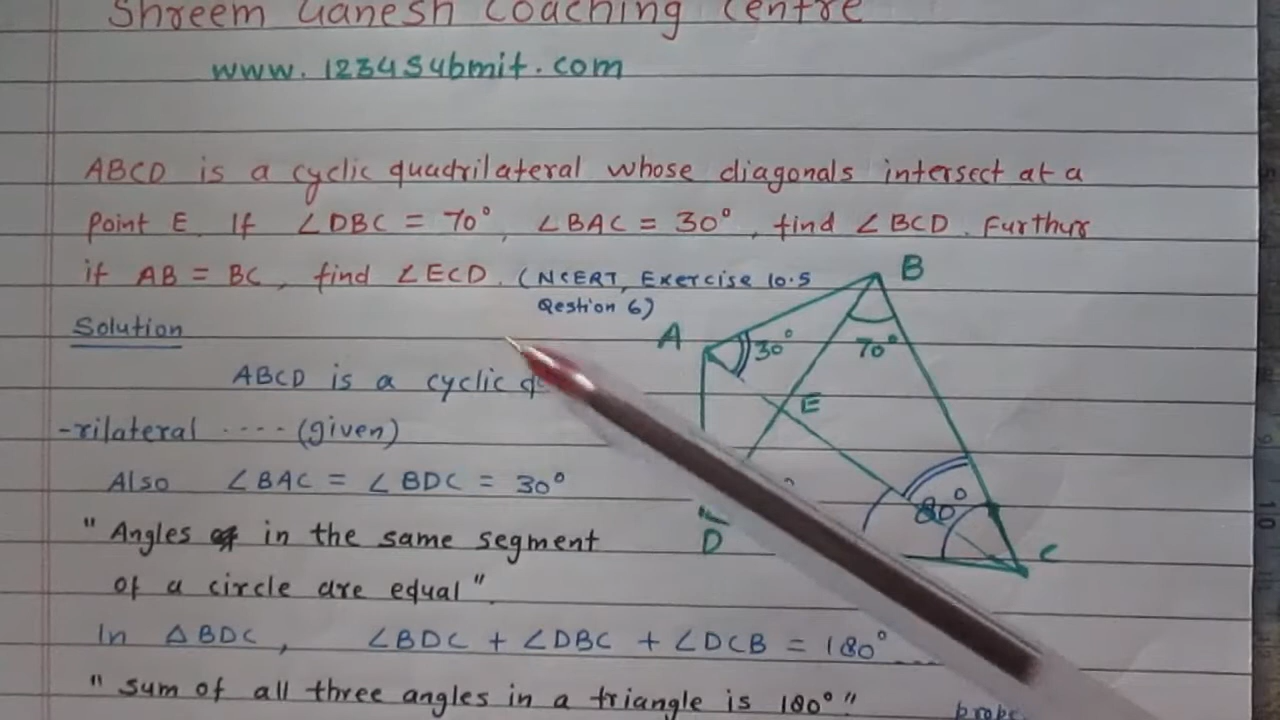 Shreem Ganesh Coaching Centre
www.1234submit.com
ABCD is a cyclic quadrilateral whose diagonals intersect at a
Point E. If ∠DBC = 70°, ∠BAC = 30°, find ∠BCD. Furthur
if AB = BC, find ∠ECD. (NCERT, Exercise 10.5
Qestion 6)
Solution
ABCD is a cyclic
-rilateral ···· (given)
Also ∠BAC = ∠BDC = 30°
" Angles of in the same segment
of a circle are equal".
In △BDC, ∠BDC + ∠DBC + ∠DCB = 180°
" Sum of all three angles in a triangle is 180°"
B
A
30°
70°
E
80°
D
C